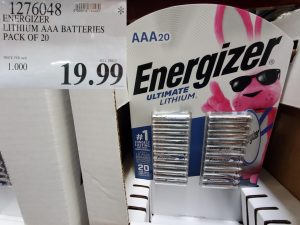 1276048
ENERGIZER
LITHIUM AAA BATTERIES
PACK OF 20
1.000
19.99
AAA20
Energizer
ULTIMATE
LITHIUM
#1
20